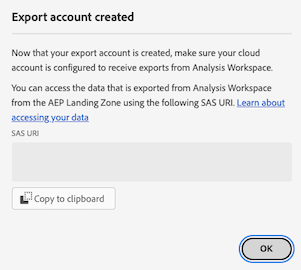 Export account created
Now that your export account is created, make sure your cloud
account is configured to receive exports from Analysis Workspace.
You can access the data that is exported from Analysis Workspace
from the AEP Landing Zone using the following SAS URI. Learn about
accessing your data
SAS URI
Copy to clipboard
OK